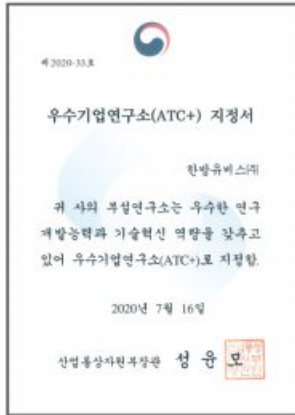 제 2020-33호
우수기업연구소(ATC+) 지정서
한방유비스㈜
귀 사의 부설연구소는 우수한 연구
개발능력과 기술혁신 역량을 갖추고
있어 우수기업연구소(ATC+)로 지정함.
2020년 7월 16일
산업통상자원부장관 성윤모